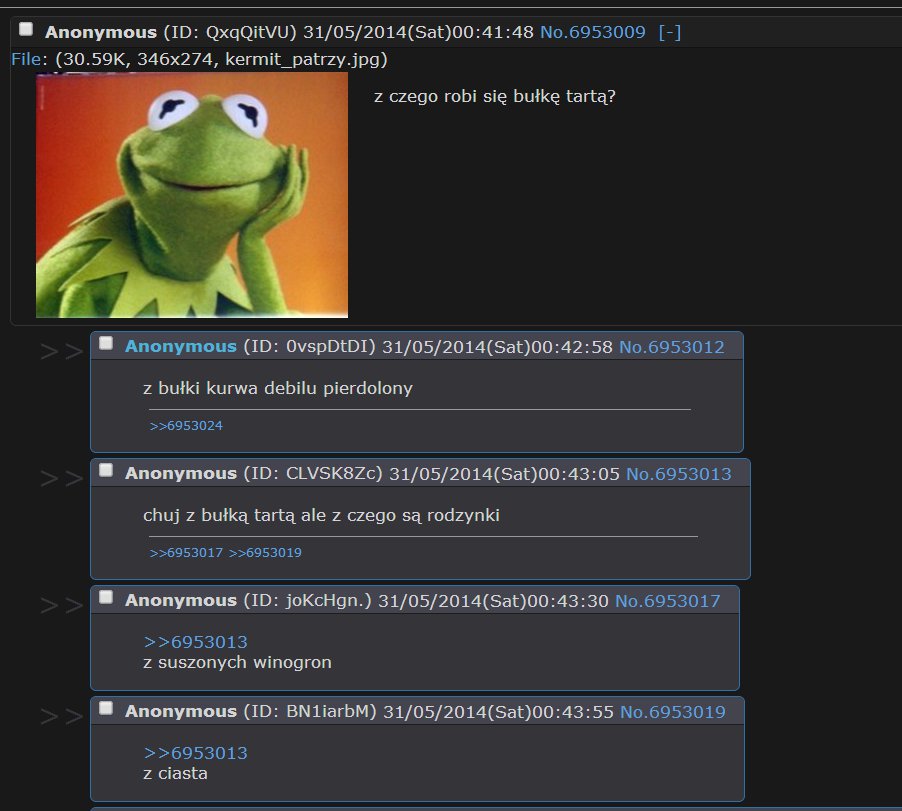 Anonymous (ID: QxqQitVU) 31/05/2014(Sat)00:41:48 No.6953009 [-]
File: (30.59K, 346x274, kermit_patrzy.jpg)
z czego robi się bułkę tartą?
>> Anonymous (ID: 0vspDtDI) 31/05/2014(Sat)00:42:58 No.6953012
z bułki kurwa debilu pierdolony
>>6953024
>> Anonymous (ID: CLVSK8Zc) 31/05/2014(Sat)00:43:05 No.6953013
chuj z bułką tartą ale z czego są rodzynki
>>6953017 >>6953019
>> Anonymous (ID: joKcHgn.) 31/05/2014(Sat)00:43:30 No.6953017
>>6953013
z suszonych winogron
>> Anonymous (ID: BN1iarbM) 31/05/2014(Sat)00:43:55 No.6953019
>>6953013
z ciasta